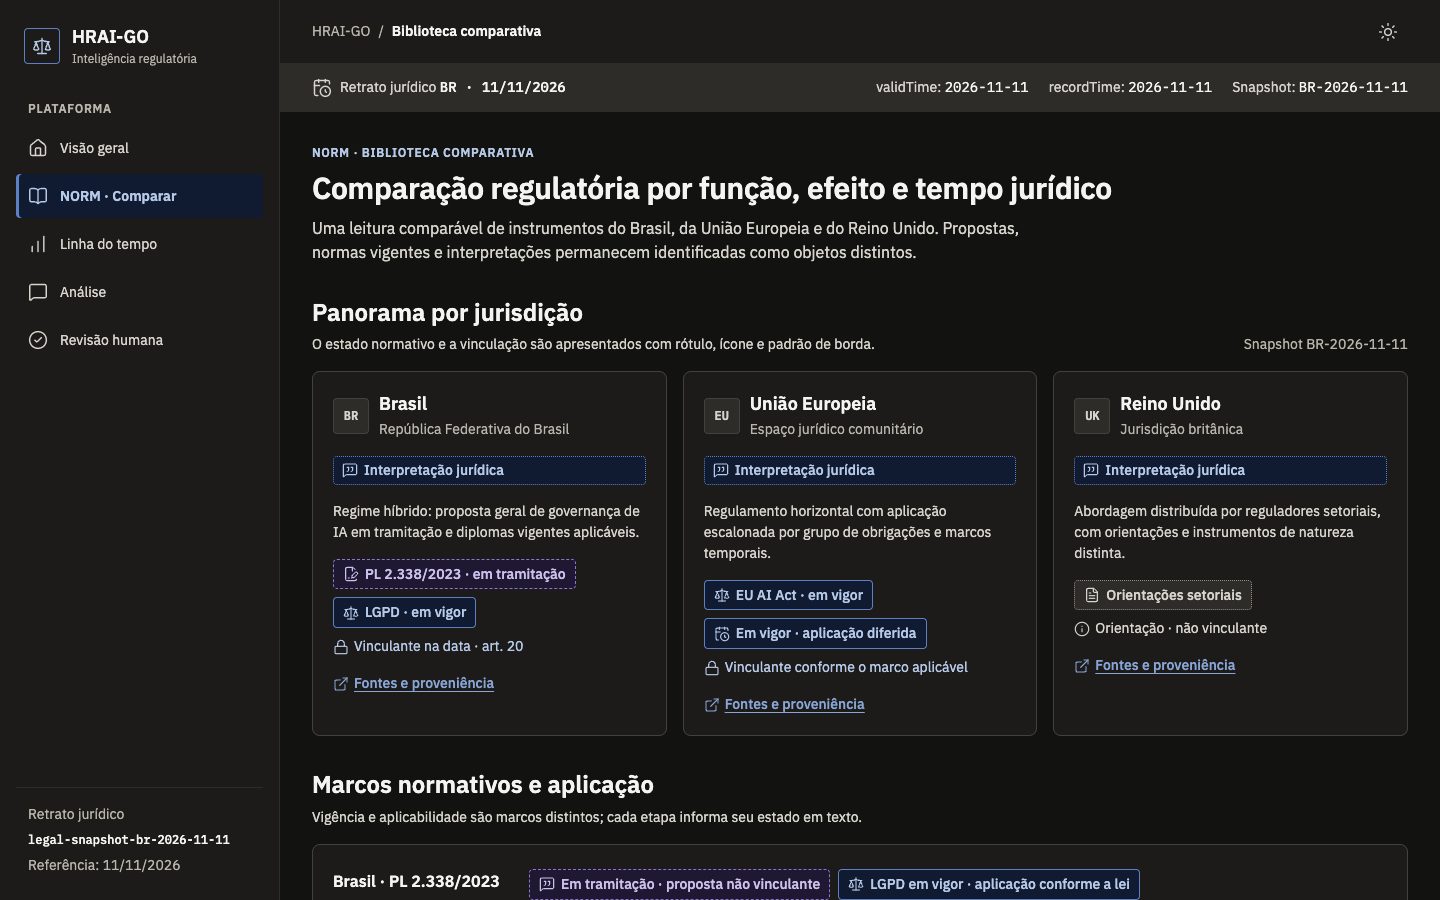 HRAI-GO
Inteligência regulatória
PLATAFORMA
Visão geral
NORM · Comparar
Linha do tempo
Análise
Revisão humana
Retrato jurídico
legal-snapshot-br-2026-11-11
Referência: 11/11/2026
HRAI-GO / Biblioteca comparativa
Retrato jurídico BR · 11/11/2026
validTime: 2026-11-11 recordTime: 2026-11-11 Snapshot: BR-2026-11-11
NORM · BIBLIOTECA COMPARATIVA
Comparação regulatória por função, efeito e tempo jurídico
Uma leitura comparável de instrumentos do Brasil, da União Europeia e do Reino Unido. Propostas,
normas vigentes e interpretações permanecem identificadas como objetos distintos.
Panorama por jurisdição
O estado normativo e a vinculação são apresentados com rótulo, ícone e padrão de borda.
Snapshot BR-2026-11-11
BR
Brasil
República Federativa do Brasil
Interpretação jurídica
Regime híbrido: proposta geral de governança de
IA em tramitação e diplomas vigentes aplicáveis.
PL 2.338/2023 · em tramitação
LGPD · em vigor
Vinculante na data · art. 20
Fontes e proveniência
EU
União Europeia
Espaço jurídico comunitário
Interpretação jurídica
Regulamento horizontal com aplicação
escalonada por grupo de obrigações e marcos
temporais.
EU AI Act · em vigor
Em vigor · aplicação diferida
Vinculante conforme o marco aplicável
Fontes e proveniência
UK
Reino Unido
Jurisdição britânica
Interpretação jurídica
Abordagem distribuída por reguladores setoriais,
com orientações e instrumentos de natureza
distinta.
Orientações setoriais
Orientação · não vinculante
Fontes e proveniência
Marcos normativos e aplicação
Vigência e aplicabilidade são marcos distintos; cada etapa informa seu estado em texto.
Brasil · PL 2.338/2023
Em tramitação · proposta não vinculante
LGPD em vigor · aplicação conforme a lei